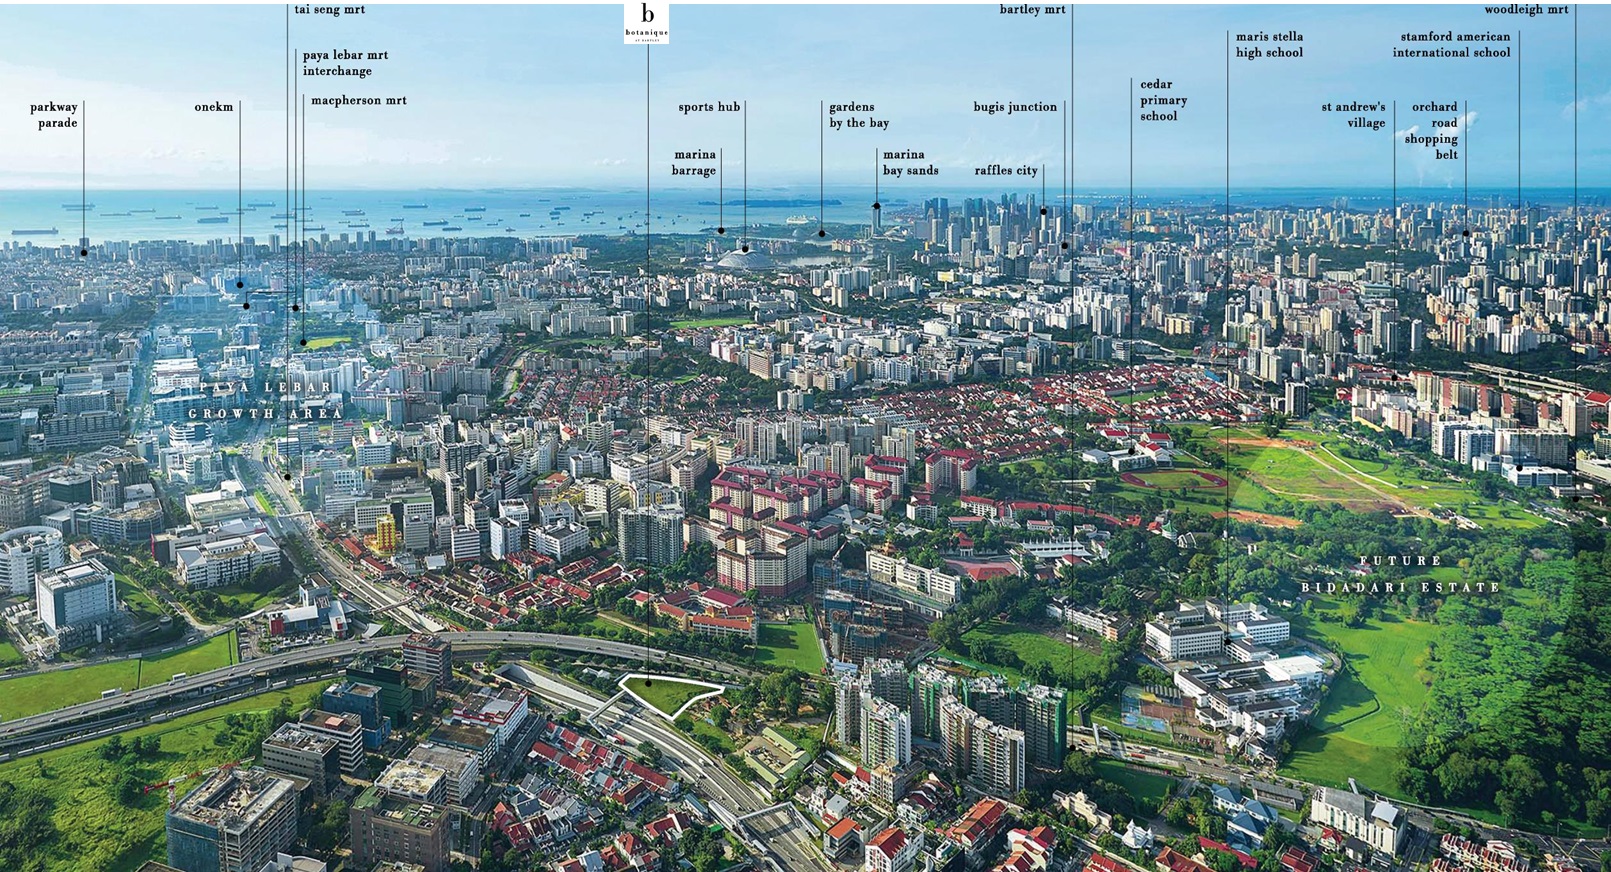 tai seng mrt
b
botanique
AT BARTLEY
bartley mrt
woodleigh mrt
paya lebar mrt
interchange
maris stella
high school
stamford american
international school
macpherson mrt
cedar
primary
school
parkway
parade
onekm
sports hub
gardens
by the bay
bugis junction
st andrew's
village
orchard
road
shopping
belt
marina
barrage
marina
bay sands
raffles city
PAYA LEBAR
GROWTH AREA
FUTURE
BIDADARI ESTATE